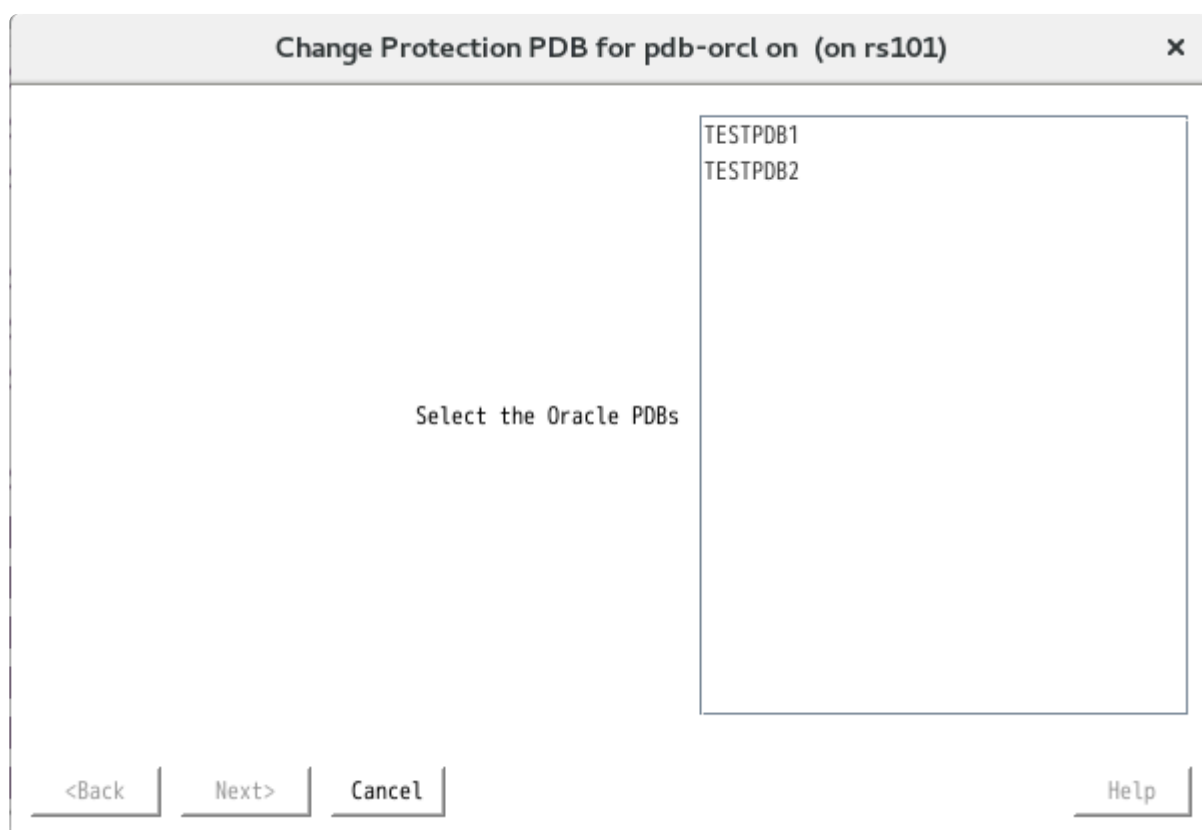 Change Protection PDB for pdb-orcl on  (on rs101) ×
TESTPDB1
TESTPDB2
Select the Oracle PDBs
<Back Next> Cancel Help